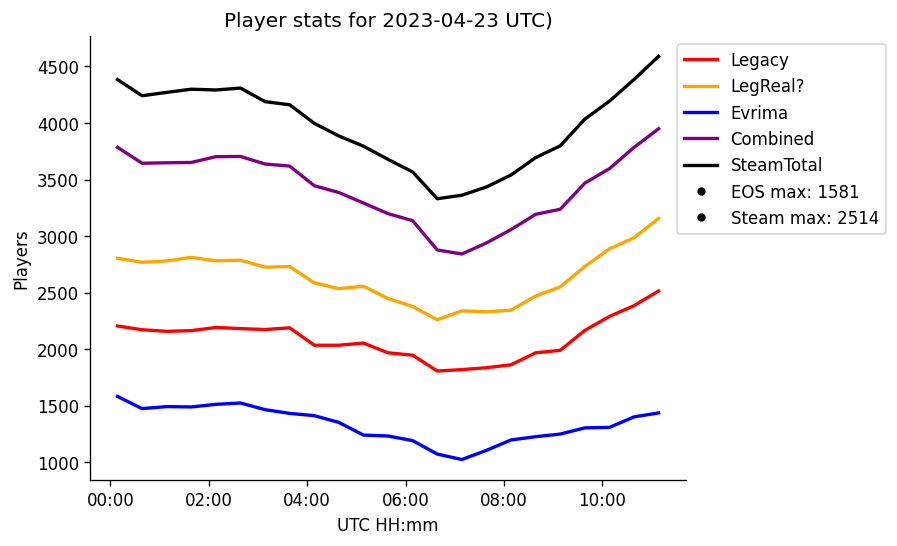 Player stats for 2023-04-23 UTC)
Legacy
LegReal?
Evrima
Combined
SteamTotal
EOS max: 1581
Steam max: 2514
Players
4500
4000
3500
3000
2500
2000
1500
1000
00:00 02:00 04:00 06:00 08:00 10:00
UTC HH:mm